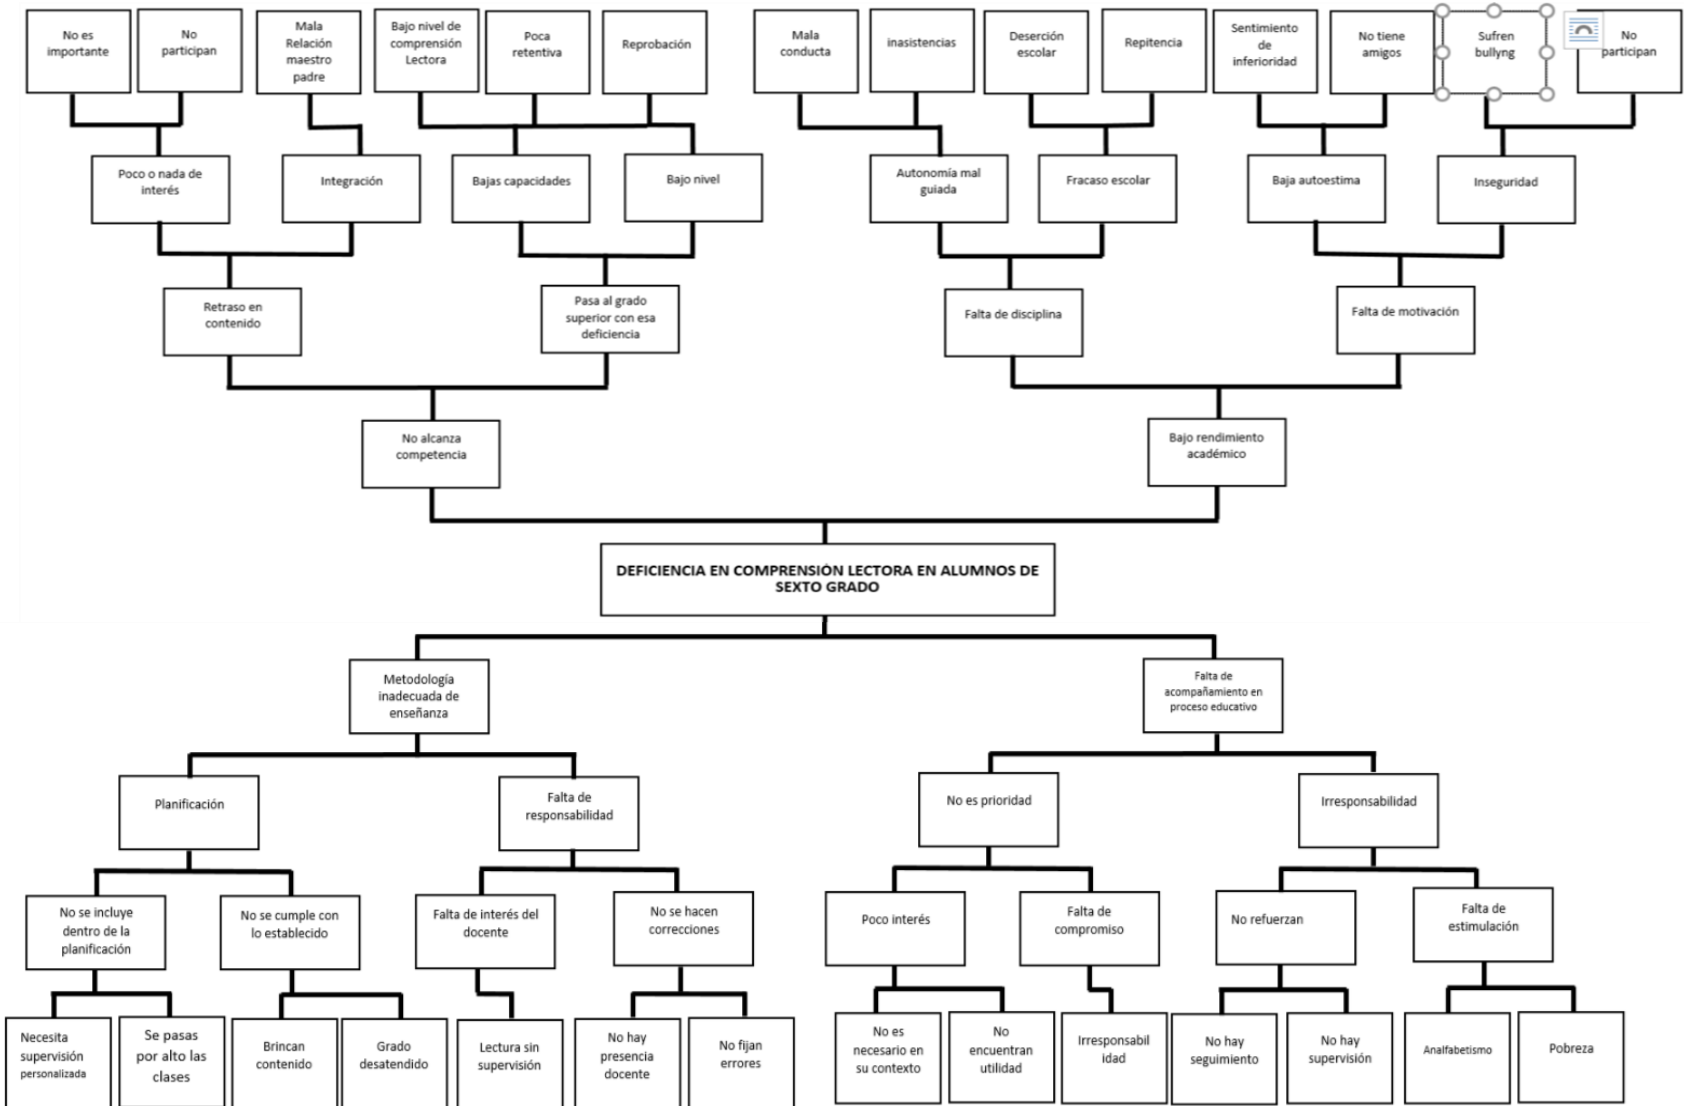 No es
importante
No
participan
Mala
Relación
maestro
padre
Bajo nivel de
comprensión
Lectora
Poca
retentiva
Reprobación
Mala
conducta
inasistencias
Deserción
escolar
Repitencia
Sentimiento
de
inferioridad
No tiene
amigos
Sufren
bullyng
No
participan
Poco o nada de
interés
Integración
Bajas capacidades
Bajo nivel
Autonomía mal
guiada
Fracaso escolar
Baja autoestima
Inseguridad
Retraso en
contenido
Pasa al grado
superior con esa
deficiencia
Falta de disciplina
Falta de motivación
No alcanza
competencia
Bajo rendimiento
académico
DEFICIENCIA EN COMPRENSIÓN LECTORA EN ALUMNOS DE
SEXTO GRADO
Metodología
inadecuada de
enseñanza
Falta de
acompañamiento en
proceso educativo
Planificación
Falta de
responsabilidad
No es prioridad
Irresponsabilidad
No se incluye
dentro de la
planificación
No se cumple con
lo establecido
Falta de interés del
docente
No se hacen
correcciones
Poco interés
Falta de
compromiso
No refuerzan
Falta de
estimulación
Necesita
supervisión
personalizada
Se pasas
por alto las
clases
Brincan
contenido
Grado
desatendido
Lectura sin
supervisión
No hay
presencia
docente
No fijan
errores
No es
necesario en
su contexto
No
encuentran
utilidad
Irresponsabil
idad
No hay
seguimiento
No hay
supervisión
Analfabetismo
Pobreza